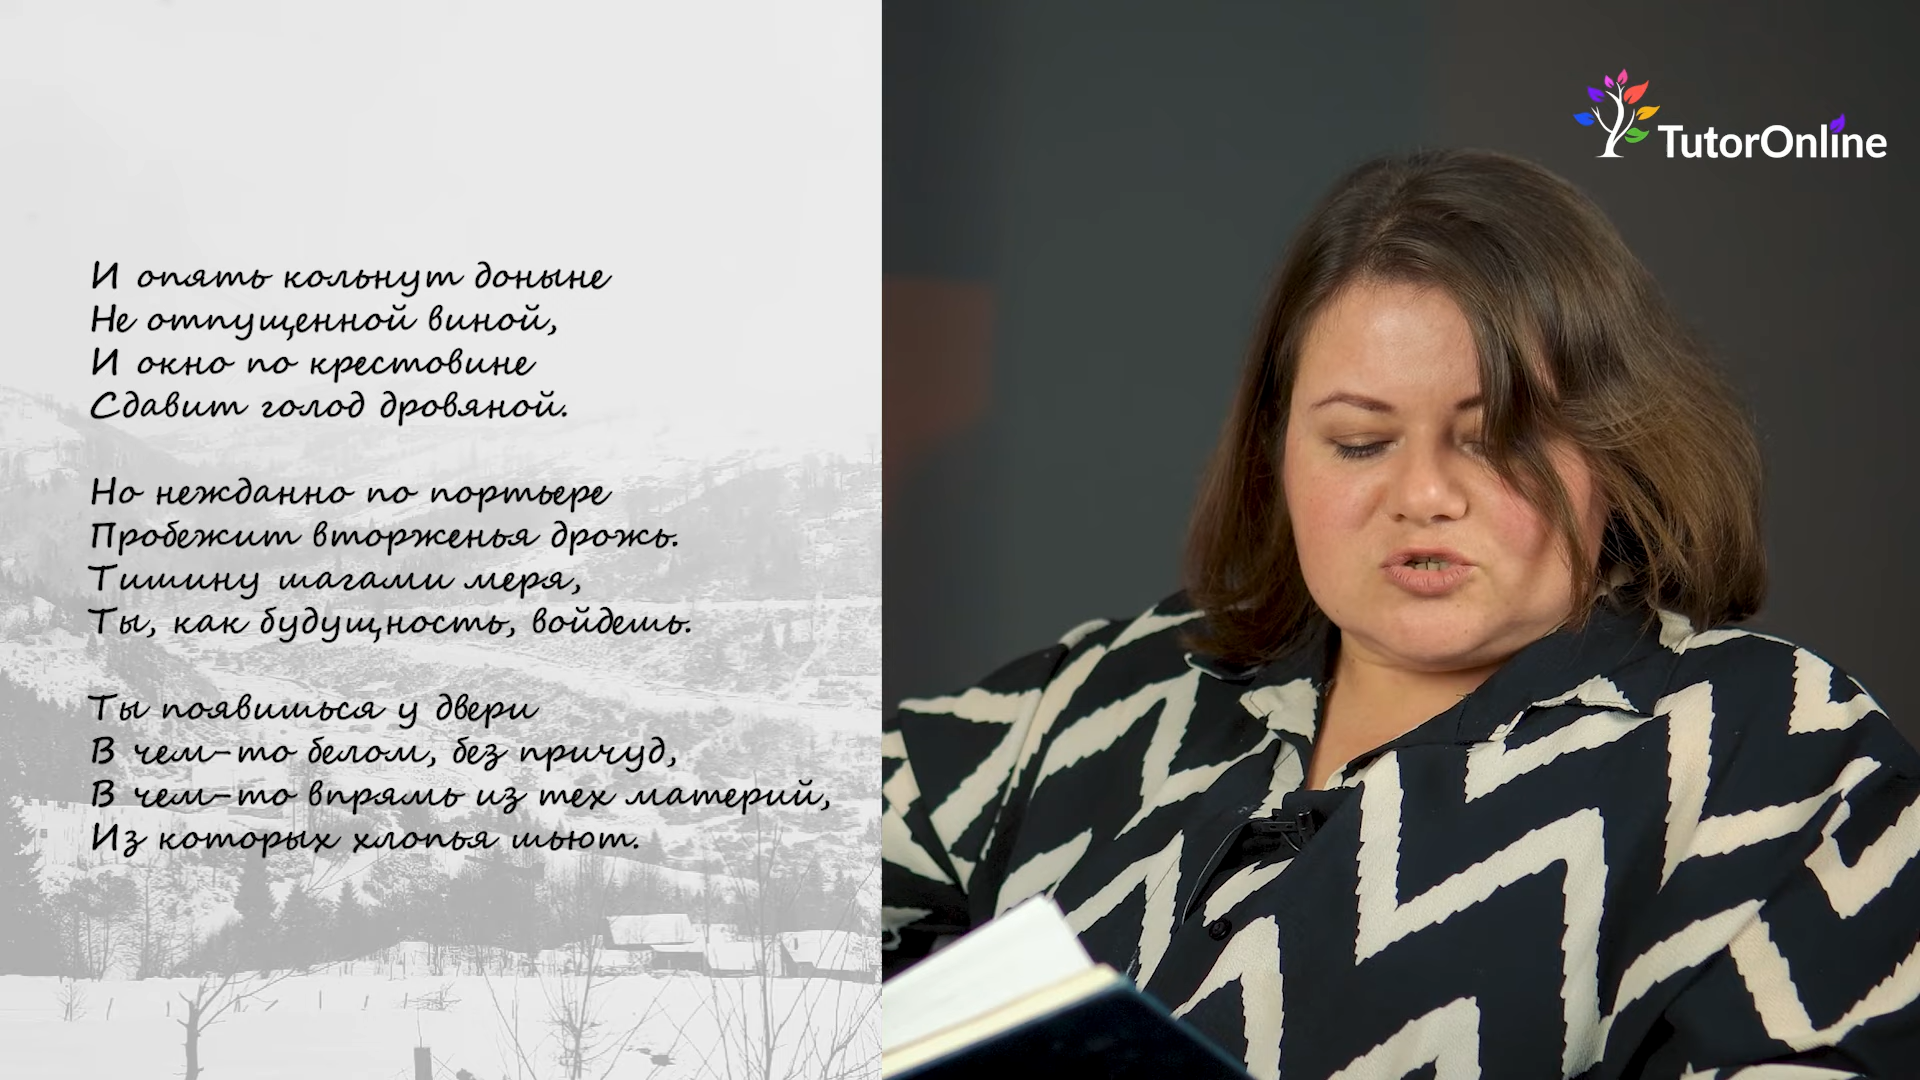 И опять кольнут доныне
Не отпущенной виной,
И окно по крестовине
Сдавит голод дровяной.
Но нежданно по портьере
Пробежит вторженья дрожь.
Тишину шагами меря,
Ты, как будущность, войдешь.
Ты появишься у двери
В чем-то белом, без причуд,
В чем-то впрямь из тех материй,
Из которых хлопья шьют.
TutorOnline